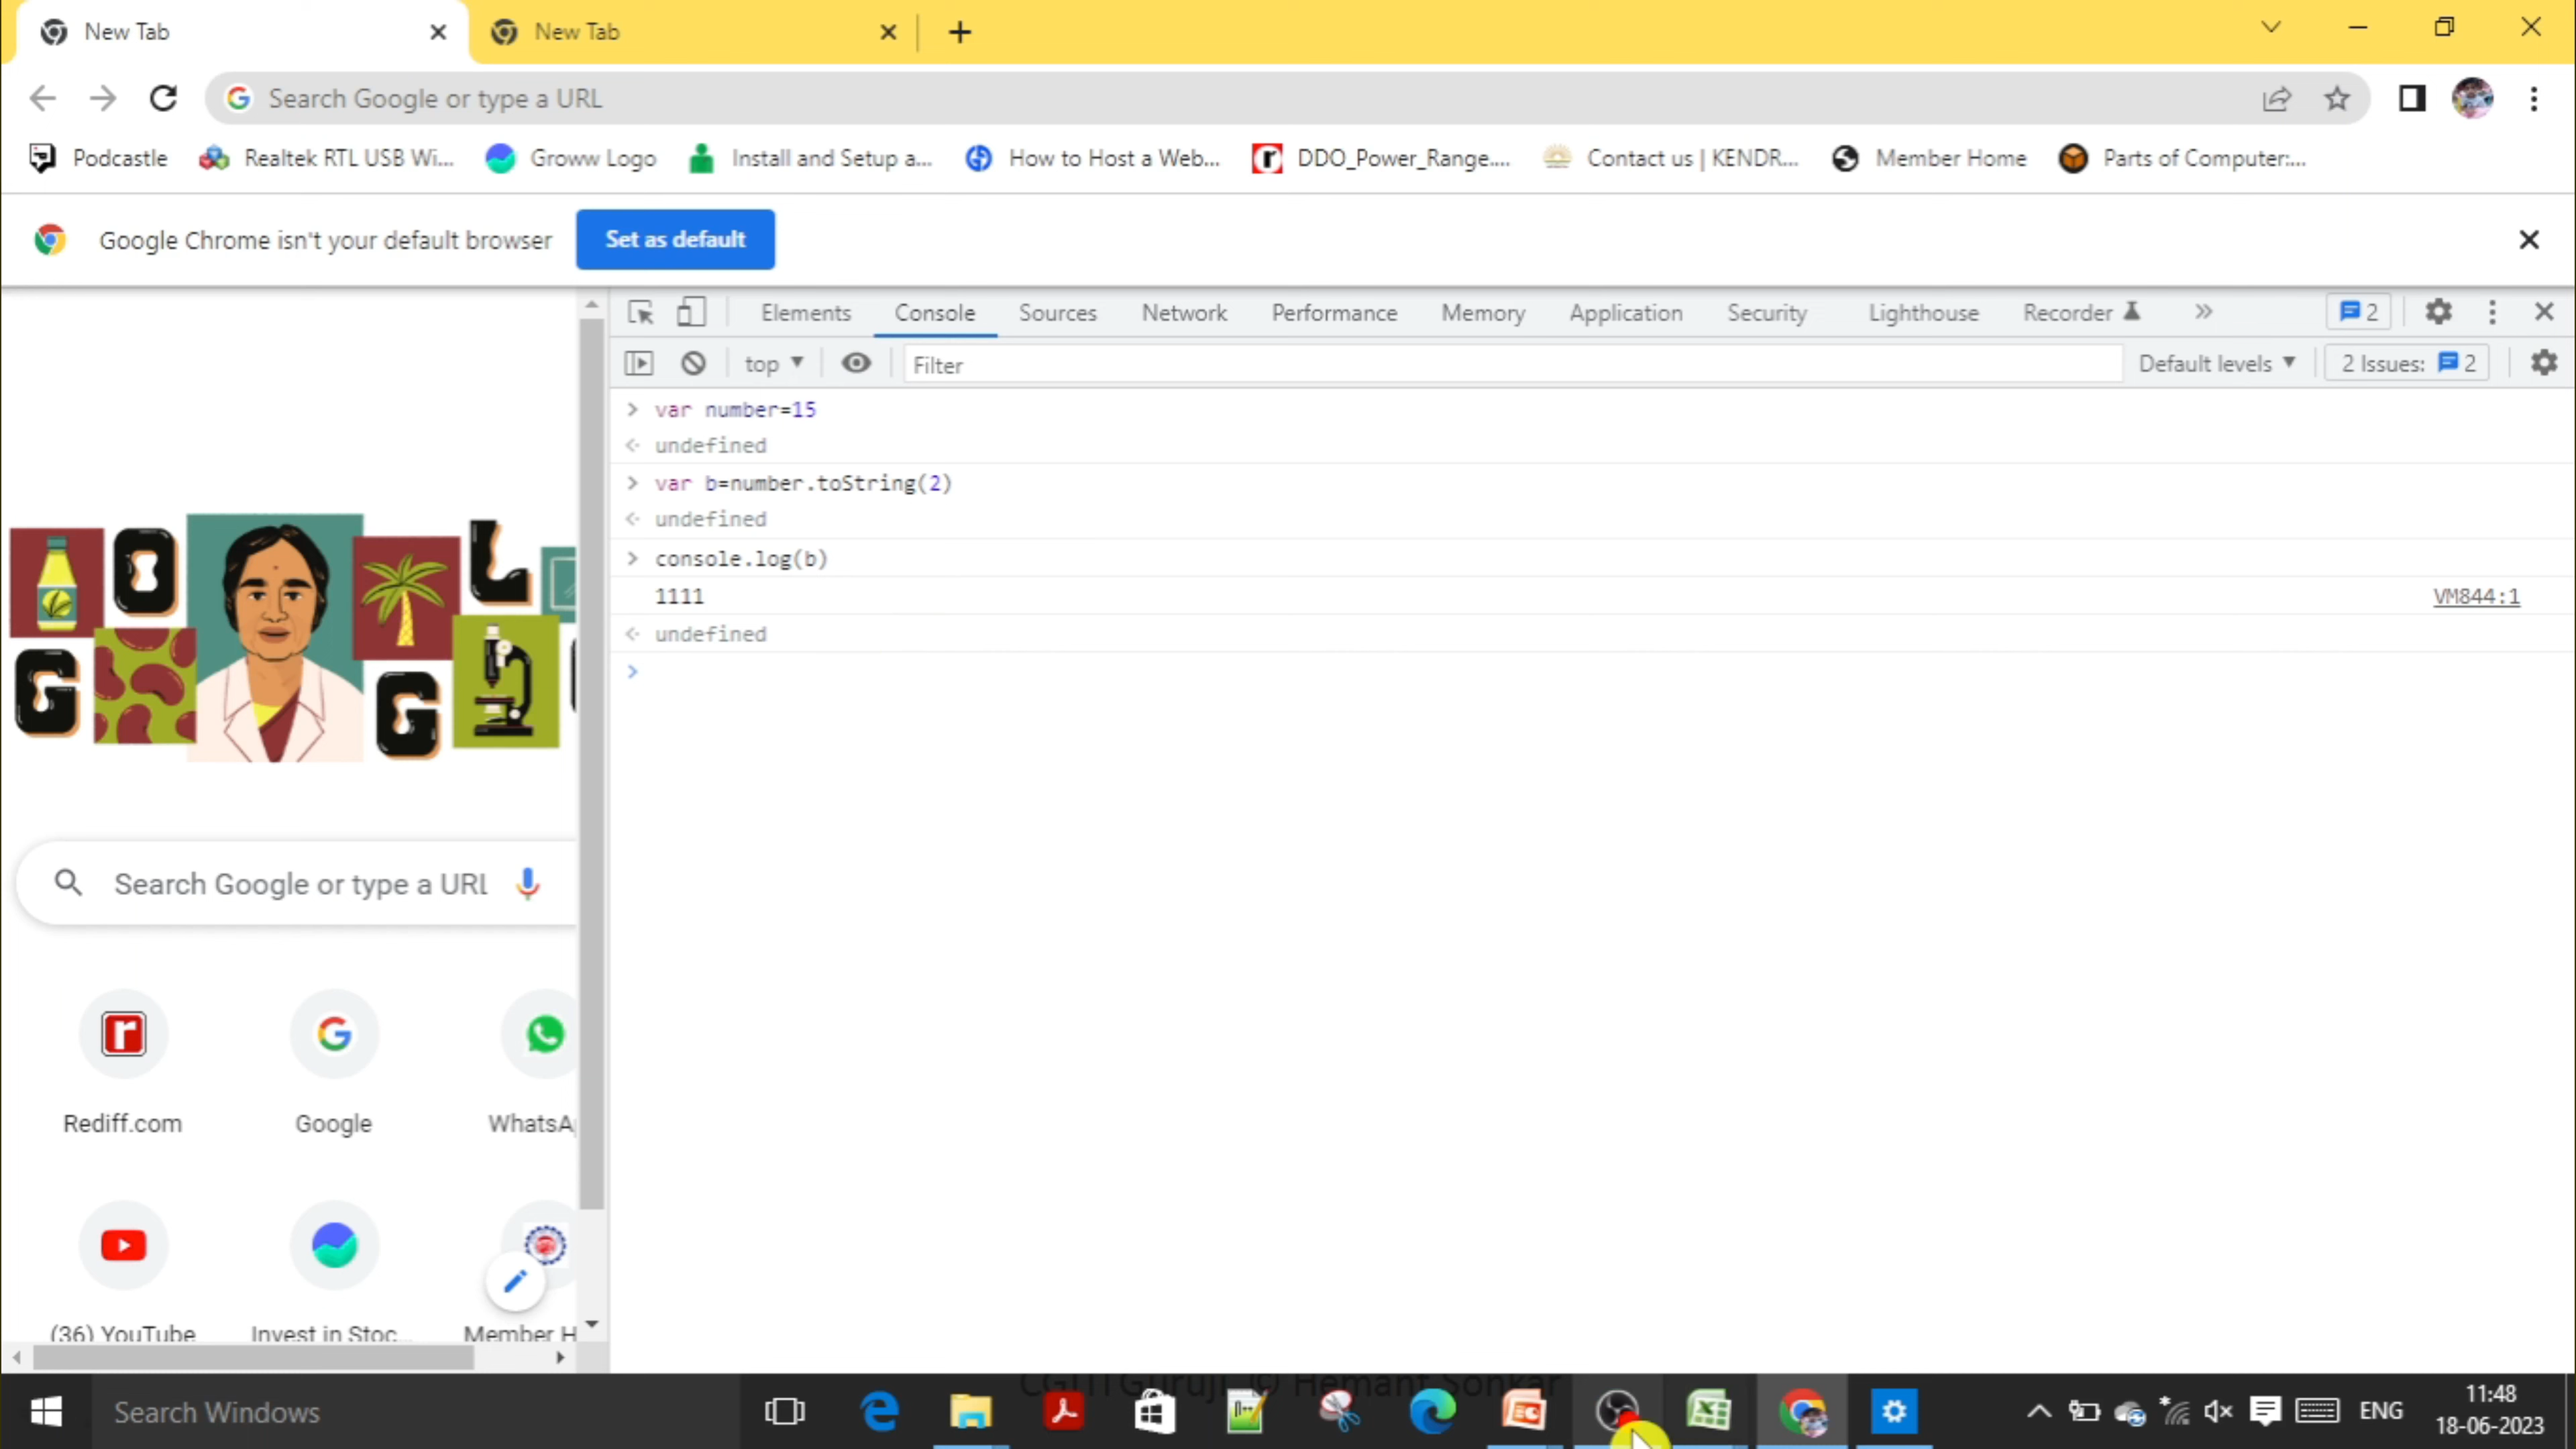 New Tab
New Tab
Search Google or type a URL
Podcastle
Realtek RTL USB Wi...
Groww Logo
Install and Setup a...
How to Host a Web...
DDO_Power_Range....
Contact us | KENDR...
Member Home
Parts of Computer:...
Google Chrome isn't your default browser
Set as default
Elements Console Sources Network Performance Memory Application Security Lighthouse Recorder
2
top
Filter
Default levels
2 Issues: 2
var number=15
undefined
var b=number.toString(2)
undefined
console.log(b)
1111
VM844:1
undefined
Search Google or type a URL
Rediff.com
Google
WhatsA
(36) YouTube
Invest in Stoc...
Member H
Search Windows
Hemant Sonkar
ENG
11:48
18-06-2023